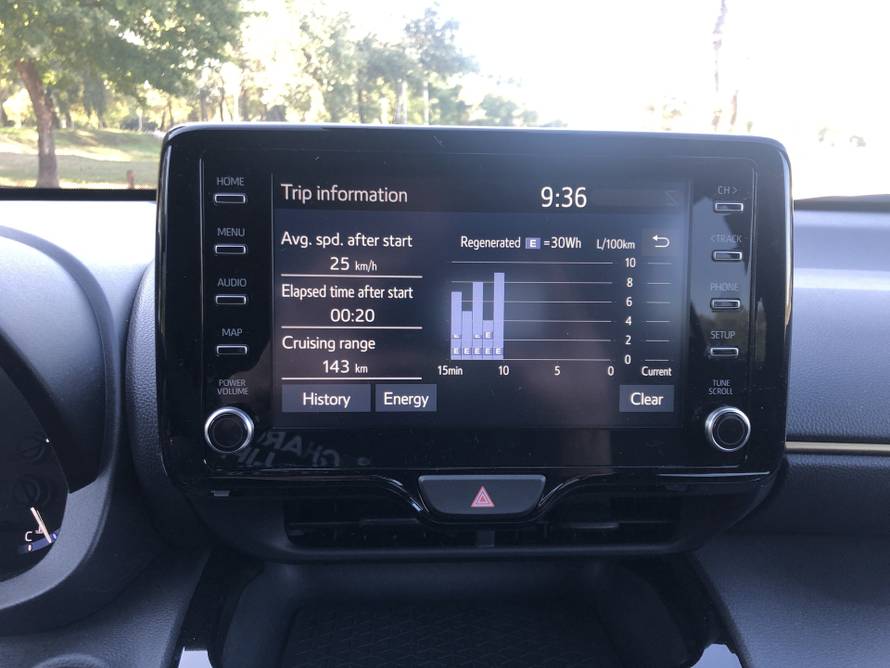 HOME
MENU
AUDIO
MAP
POWER
VOLUME
Trip information
9:36
Avg. spd. after start
25 km/h
Elapsed time after start
00:20
Cruising range
143 km
Regenerated E =30Wh L/100km
10
8
6
4
2
0
E
E E E E E
15min 10 5 0 Current
History
Energy
Clear
CH >
<TRACK
PHONE
SETUP
TUNE
SCROLL
C